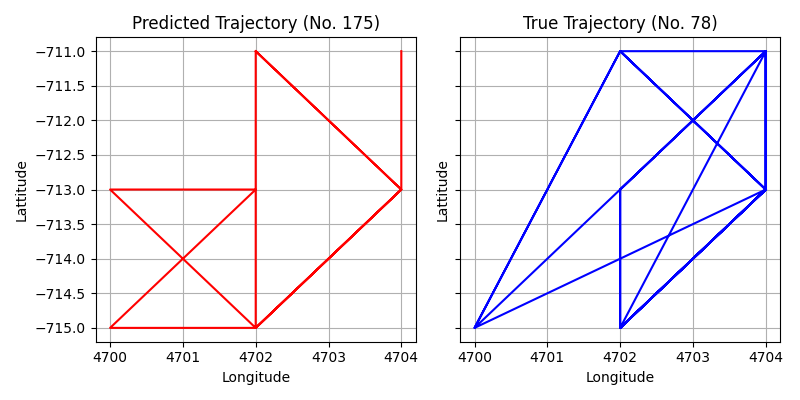 Predicted Trajectory (No. 175)
True Trajectory (No. 78)
−711.0
−711.5
−712.0
−712.5
−713.0
−713.5
−714.0
−714.5
−715.0
Lattitude
Lattitude
4700 4701 4702 4703 4704
4700 4701 4702 4703 4704
Longitude
Longitude